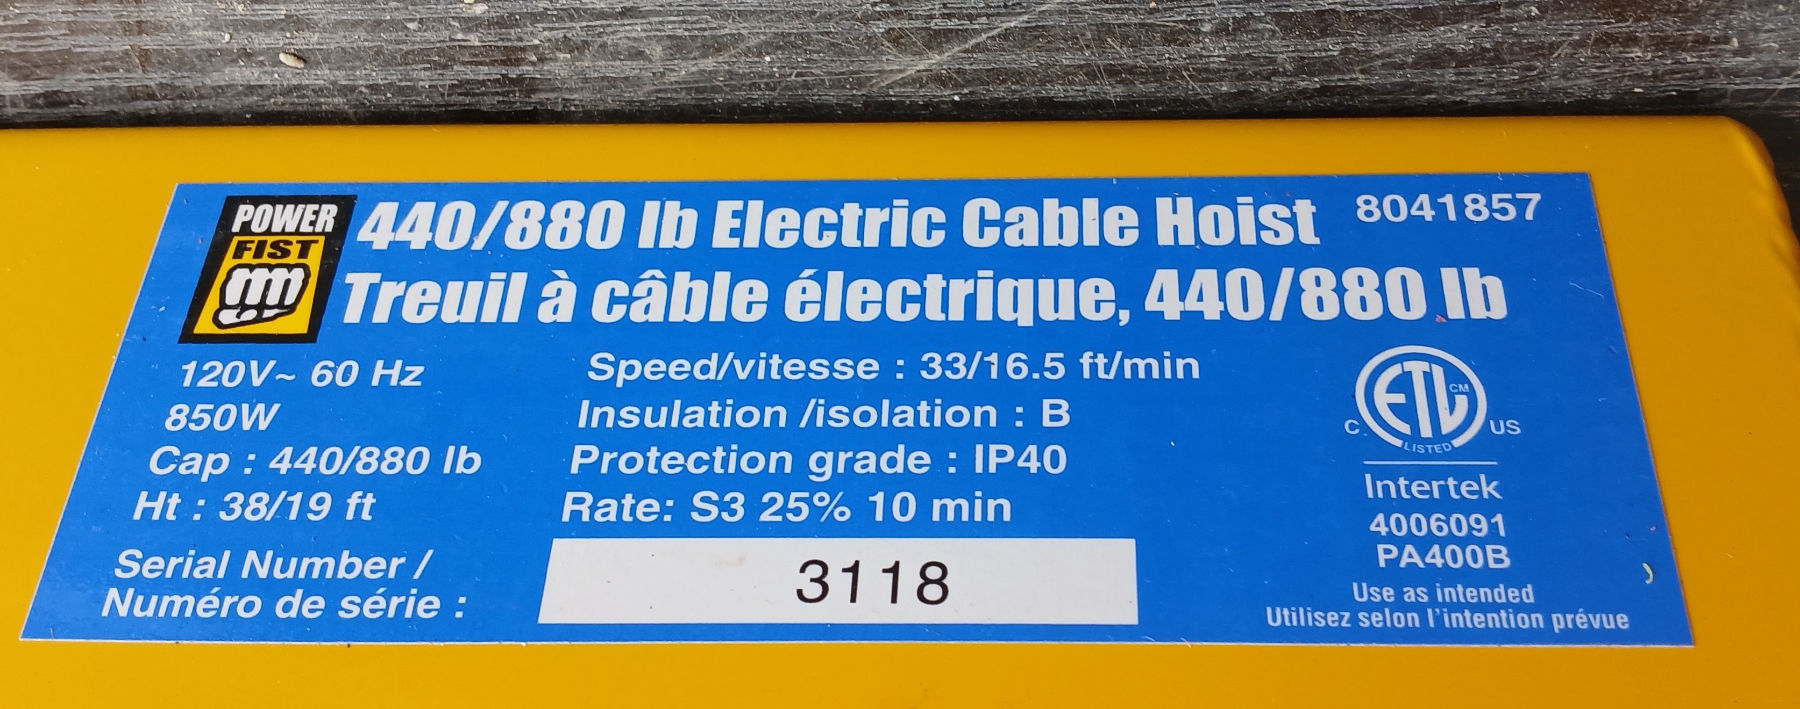 POWER
FIST
440/880 lb Electric Cable Hoist
8041857
Treuil à câble électrique, 440/880 lb
120V~ 60 Hz
850W
Cap : 440/880 lb
Ht : 38/19 ft
Speed/vitesse : 33/16.5 ft/min
Insulation /isolation : B
Protection grade : IP40
Rate: S3 25% 10 min
Serial Number /
Numéro de série :
3118
ETL CM
C US
LISTED
Intertek
4006091
PA400B
Use as intended
Utilisez selon l'intention prévue